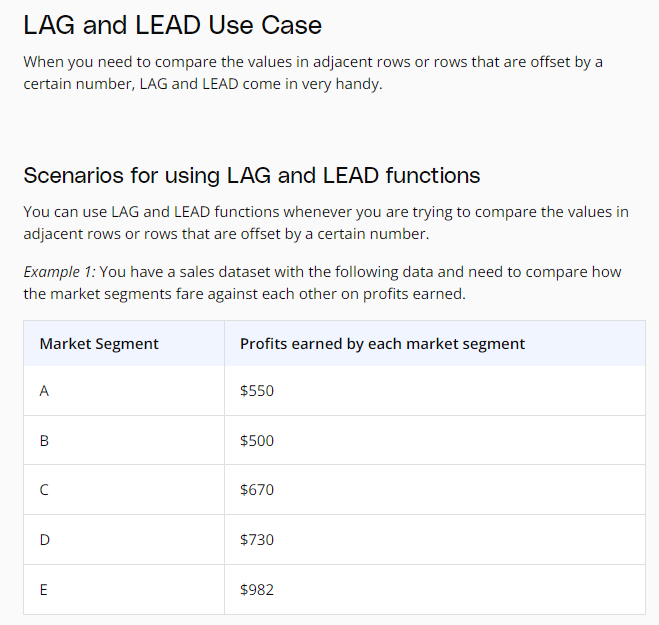 LAG and LEAD Use Case
When you need to compare the values in adjacent rows or rows that are offset by a
certain number, LAG and LEAD come in very handy.
Scenarios for using LAG and LEAD functions
You can use LAG and LEAD functions whenever you are trying to compare the values in
adjacent rows or rows that are offset by a certain number.
Example 1: You have a sales dataset with the following data and need to compare how
the market segments fare against each other on profits earned.
Market Segment Profits earned by each market segment
A $550
B $500
C $670
D $730
E $982